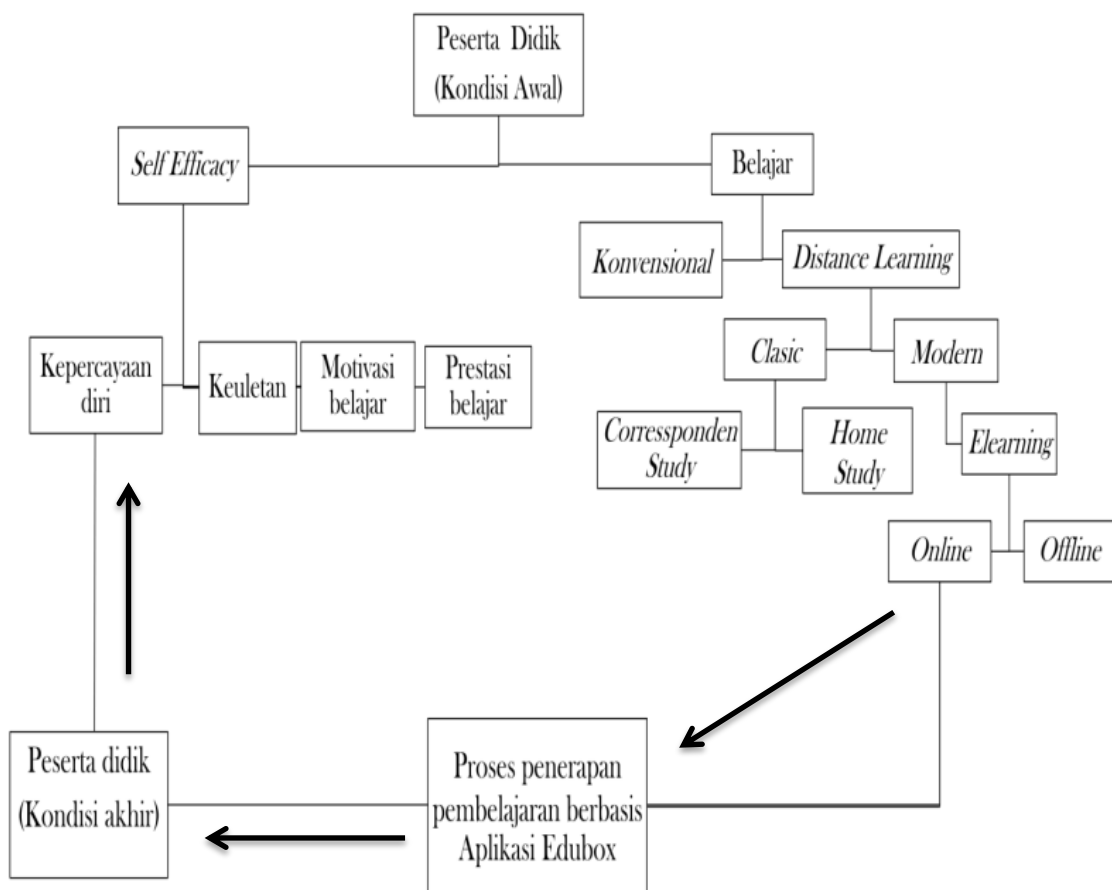 Peserta Didik
(Kondisi Awal)
Self Efficacy
Belajar
Konvensional
Distance Learning
Clasic
Modern
Kepercayaan
diri
Keuletan
Motivasi
belajar
Prestasi
belajar
Corressponden
Study
Home
Study
Elearning
Online
Offline
Peserta didik
(Kondisi akhir)
Proses penerapan
pembelajaran berbasis
Aplikasi Edubox